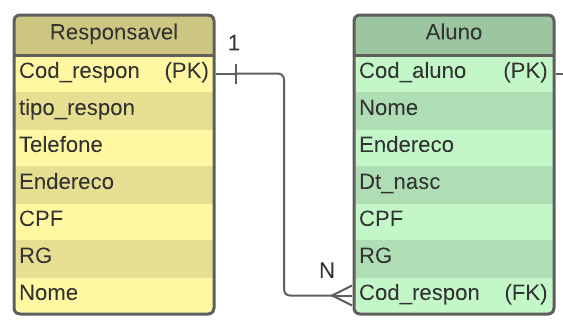 Responsavel
Cod_respon (PK)
tipo_respon
Telefone
Endereco
CPF
RG
Nome
1
N
Aluno
Cod_aluno (PK)
Nome
Endereco
Dt_nasc
CPF
RG
Cod_respon (FK)